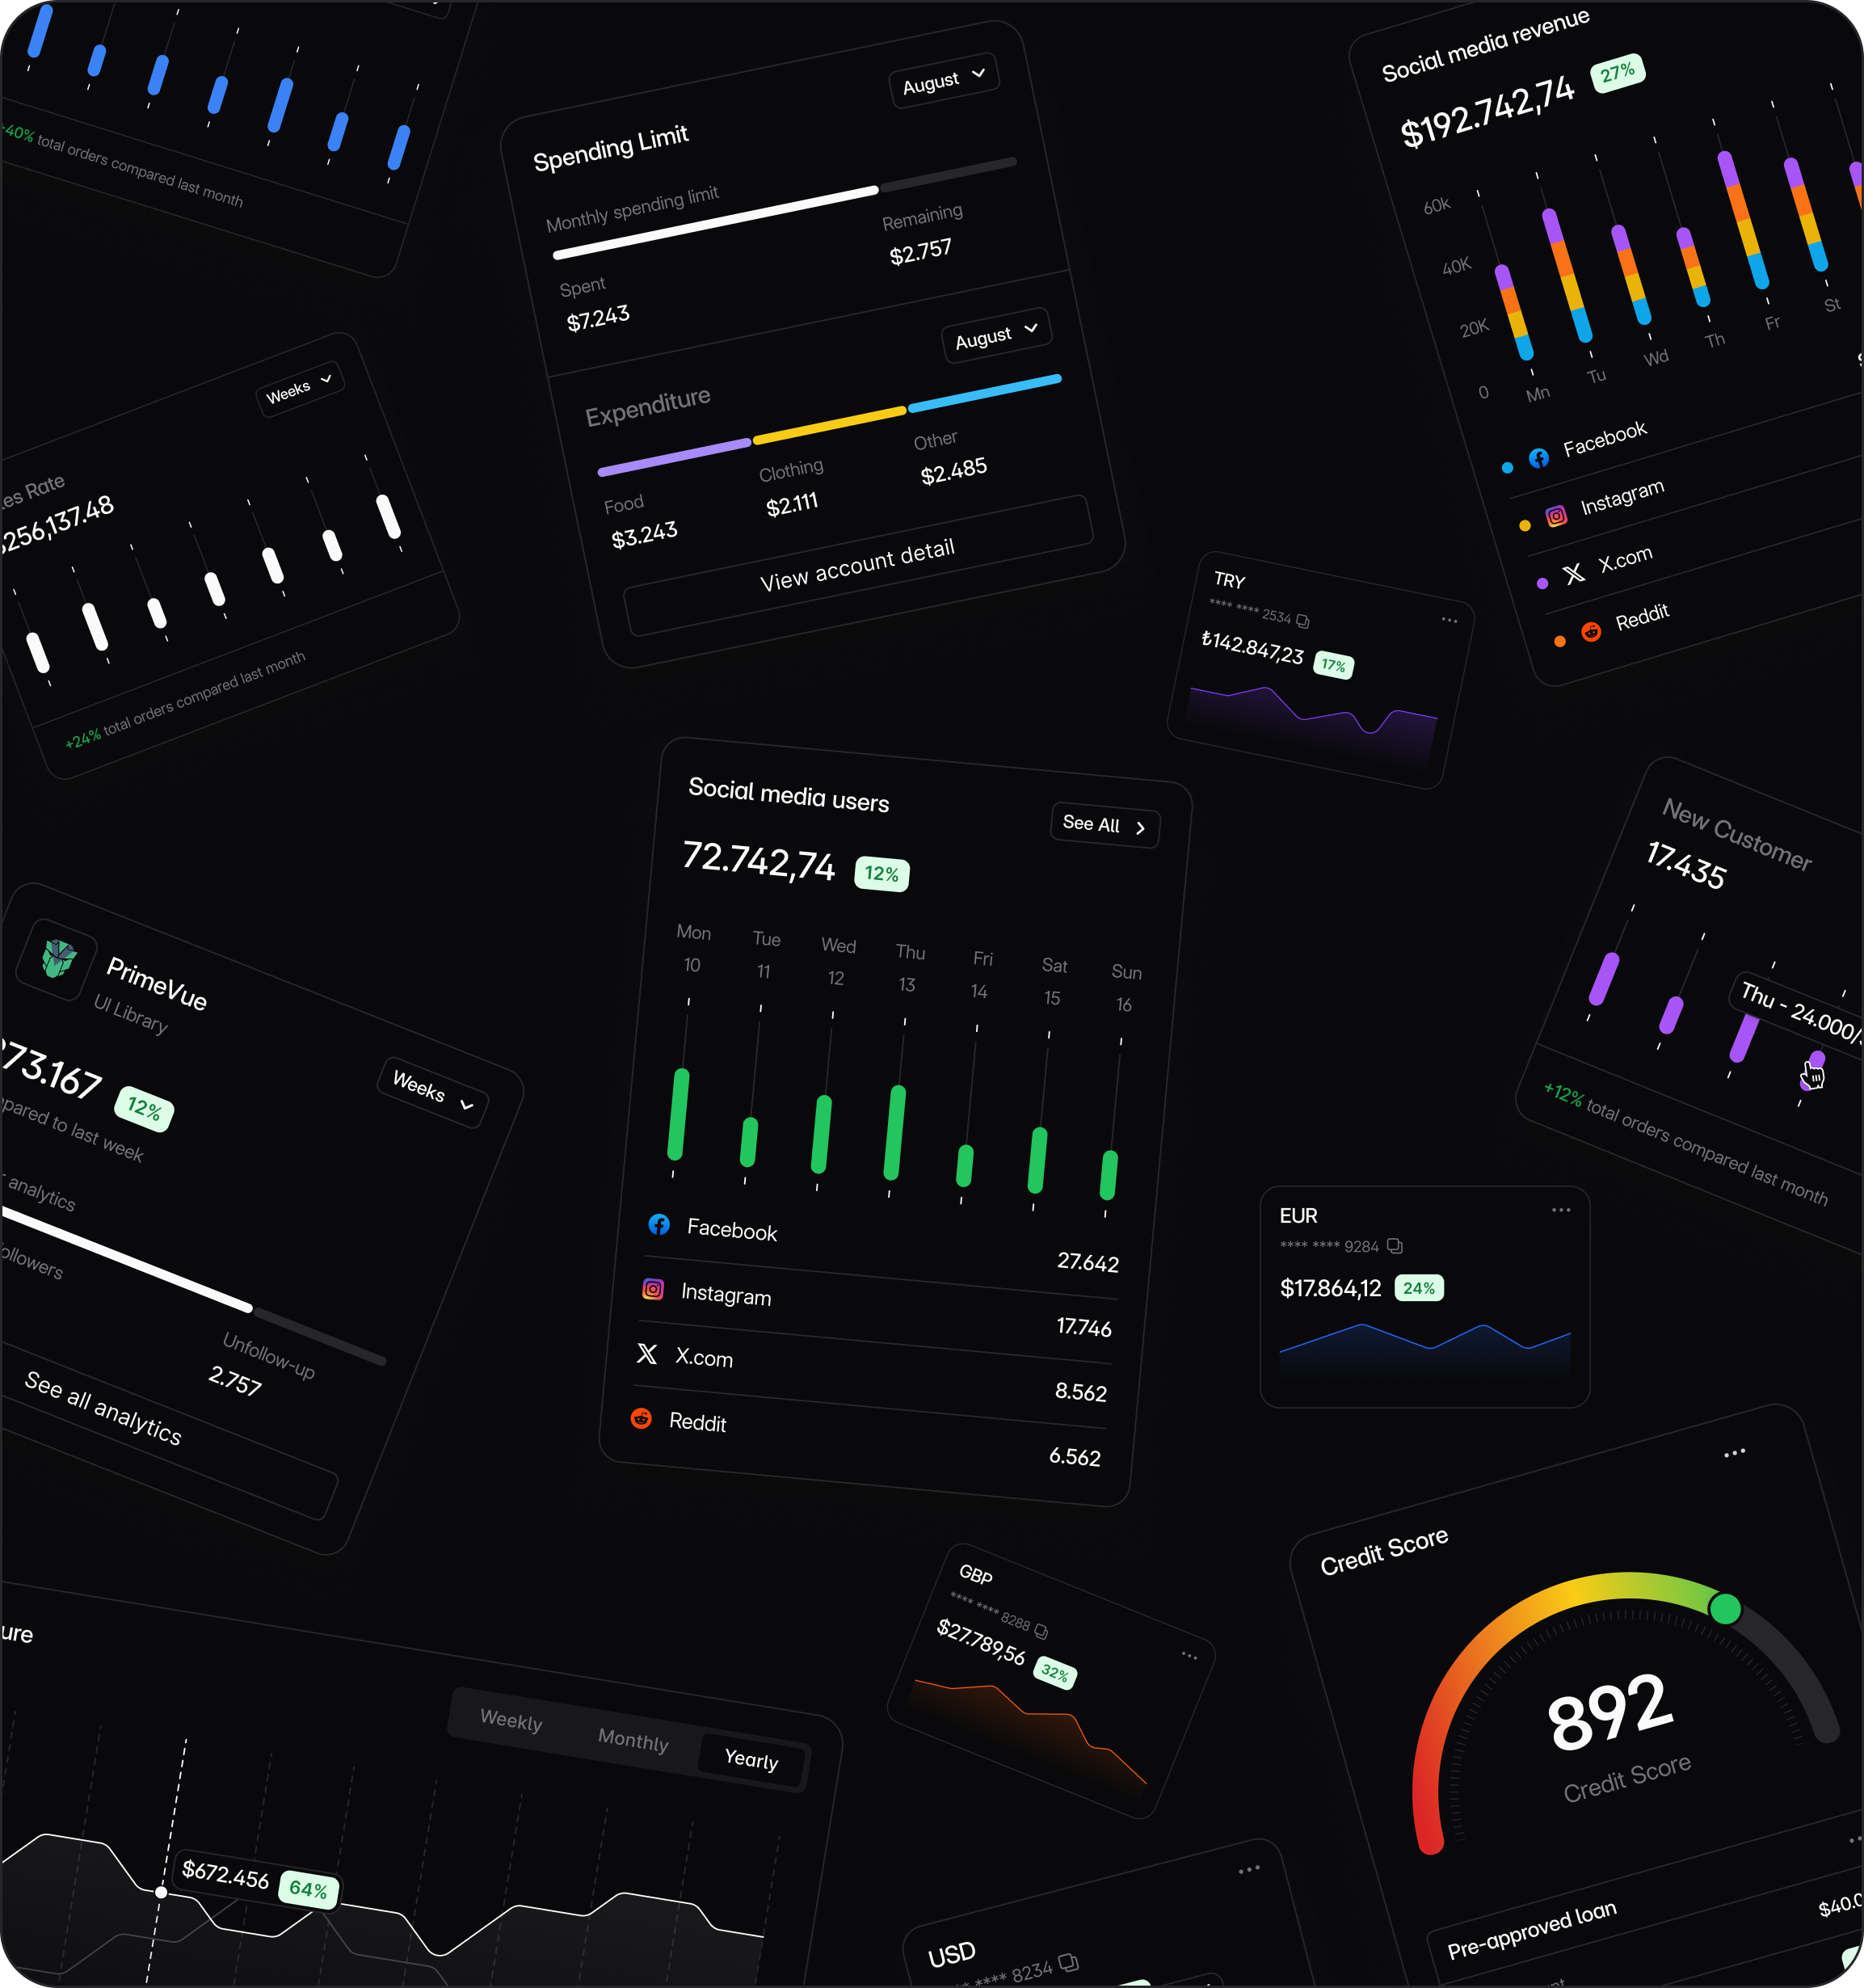 +40% total orders compared last month
Weeks
es Rate
$256,137.48
+24% total orders compared last month
August
Spending Limit
Monthly spending limit
Remaining
$2.757
Spent
$7.243
August
Expenditure
Food
$3.243
Clothing
$2.111
Other
$2.485
View account detail
Social media revenue
$192.742,74
27%
60k
40K
20K
0
Mn
Tu
Wd
Th
Fr
St
Facebook
Instagram
X.com
Reddit
TRY
**** **** 2534
₺142.847,23
17%
Social media users
See All
72.742,74
12%
Mon
10
Tue
11
Wed
12
Thu
13
Fri
14
Sat
15
Sun
16
Facebook
27.642
Instagram
17.746
X.com
8.562
Reddit
6.562
New Customer
17.435
Thu - 24.000/
+12% total orders compared last month
PrimeVue
UI Library
73.167
12%
Weeks
pared to last week
analytics
ollowers
Unfollow-up
2.757
See all analytics
EUR
**** **** 9284
$17.864,12
24%
GBP
**** **** 8288
$27.789,56
32%
Credit Score
892
Credit Score
Pre-approved loan
$40.0
ure
Weekly
Monthly
Yearly
$672.456
64%
USD
**** 8234